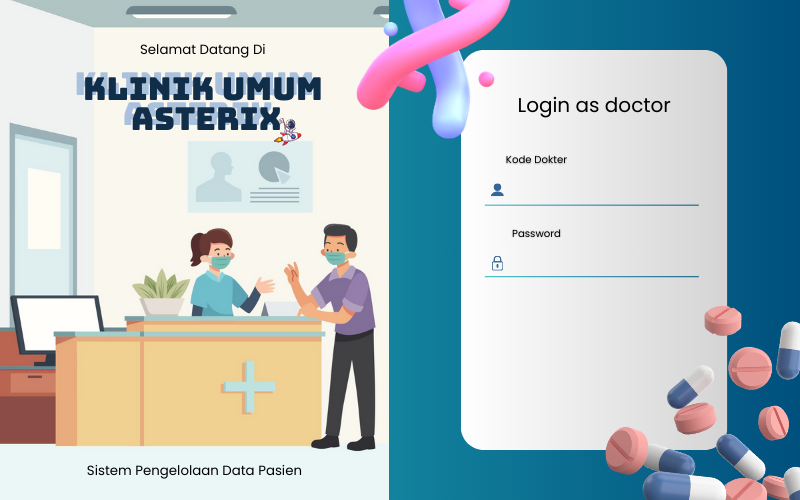 Selamat Datang Di
KLINIK UMUM
ASTERIX
Sistem Pengelolaan Data Pasien
Login as doctor
Kode Dokter
Password